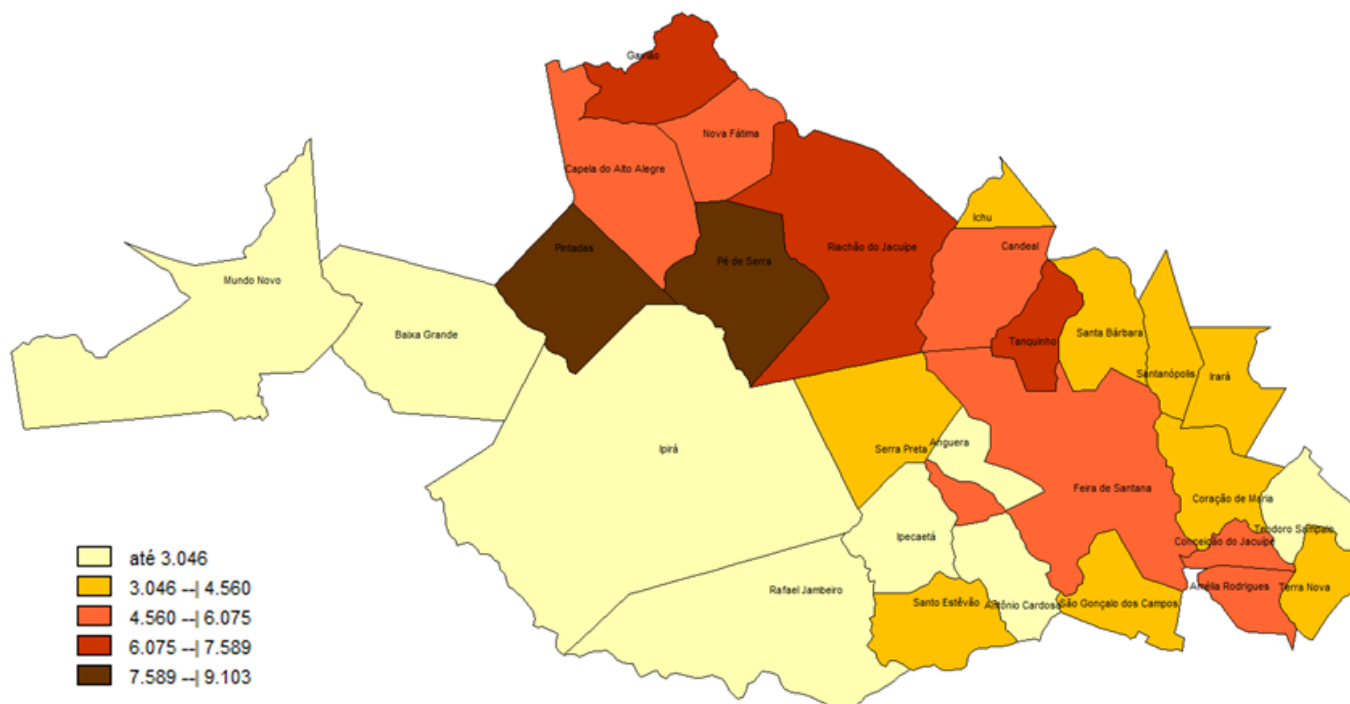 Gavião
Nova Fátima
Capela do Alto Alegre
Ichu
Pintadas
Riachão do Jacuípe
Candeal
Pé de Serra
Mundo Novo
Baixa Grande
Tanquinho
Santa Bárbara
Santanópolis
Irará
Anguera
Serra Preta
Ipirá
Feira de Santana
Coração de Maria
Teodoro Sampaio
Ipecaetá
Conceição do Jacuípe
Rafael Jambeiro
Amélia Rodrigues
Terra Nova
Santo Estêvão
Antônio Cardoso
São Gonçalo dos Campos
até 3.046
3.046 --| 4.560
4.560 --| 6.075
6.075 --| 7.589
7.589 --| 9.103